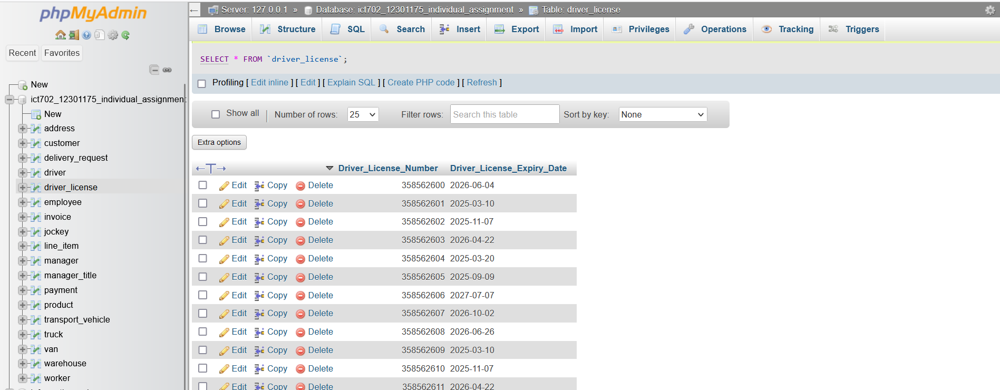 phpMyAdmin
Recent Favorites
New
ict702_12301175_individual_assignment
New
address
customer
delivery_request
driver
driver_license
employee
invoice
jockey
line_item
manager
manager_title
payment
product
transport_vehicle
truck
van
warehouse
worker
Server: 127.0.0.1 » Database: ict702_12301175_individual_assignment » Table: driver_license
Browse Structure SQL Search Insert Export Import Privileges Operations Tracking Triggers
SELECT * FROM `driver_license`;
Profiling [ Edit inline ] [ Edit ] [ Explain SQL ] [ Create PHP code ] [ Refresh ]
Show all Number of rows: 25 Filter rows: Search this table Sort by key: None
Extra options
←T→ Driver_License_Number Driver_License_Expiry_Date
Edit Copy Delete 358562600 2026-06-04
Edit Copy Delete 358562601 2025-03-10
Edit Copy Delete 358562602 2025-11-07
Edit Copy Delete 358562603 2026-04-22
Edit Copy Delete 358562604 2025-03-20
Edit Copy Delete 358562605 2025-09-09
Edit Copy Delete 358562606 2027-07-07
Edit Copy Delete 358562607 2026-10-02
Edit Copy Delete 358562608 2026-06-26
Edit Copy Delete 358562609 2025-03-10
Edit Copy Delete 358562610 2025-11-07
Edit Copy Delete 358562611 2026-04-22